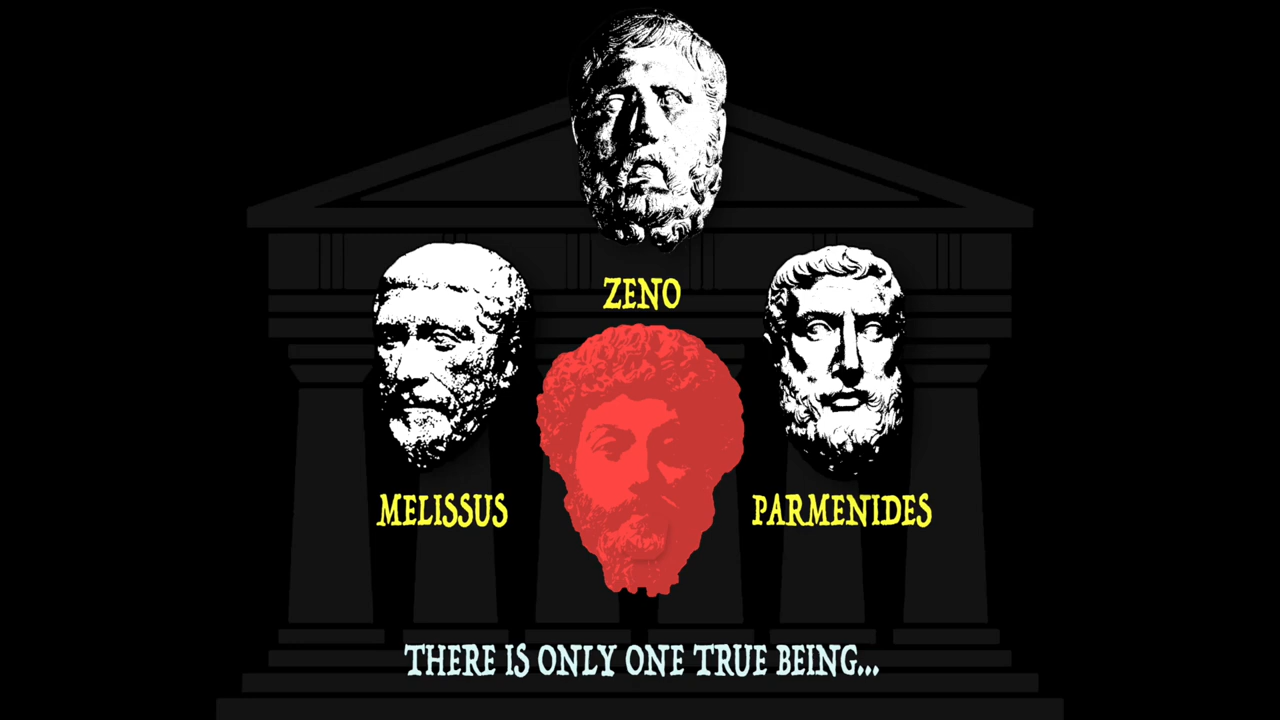 ZENO
MELISSUS
PARMENIDES
THERE IS ONLY ONE TRUE BEING...